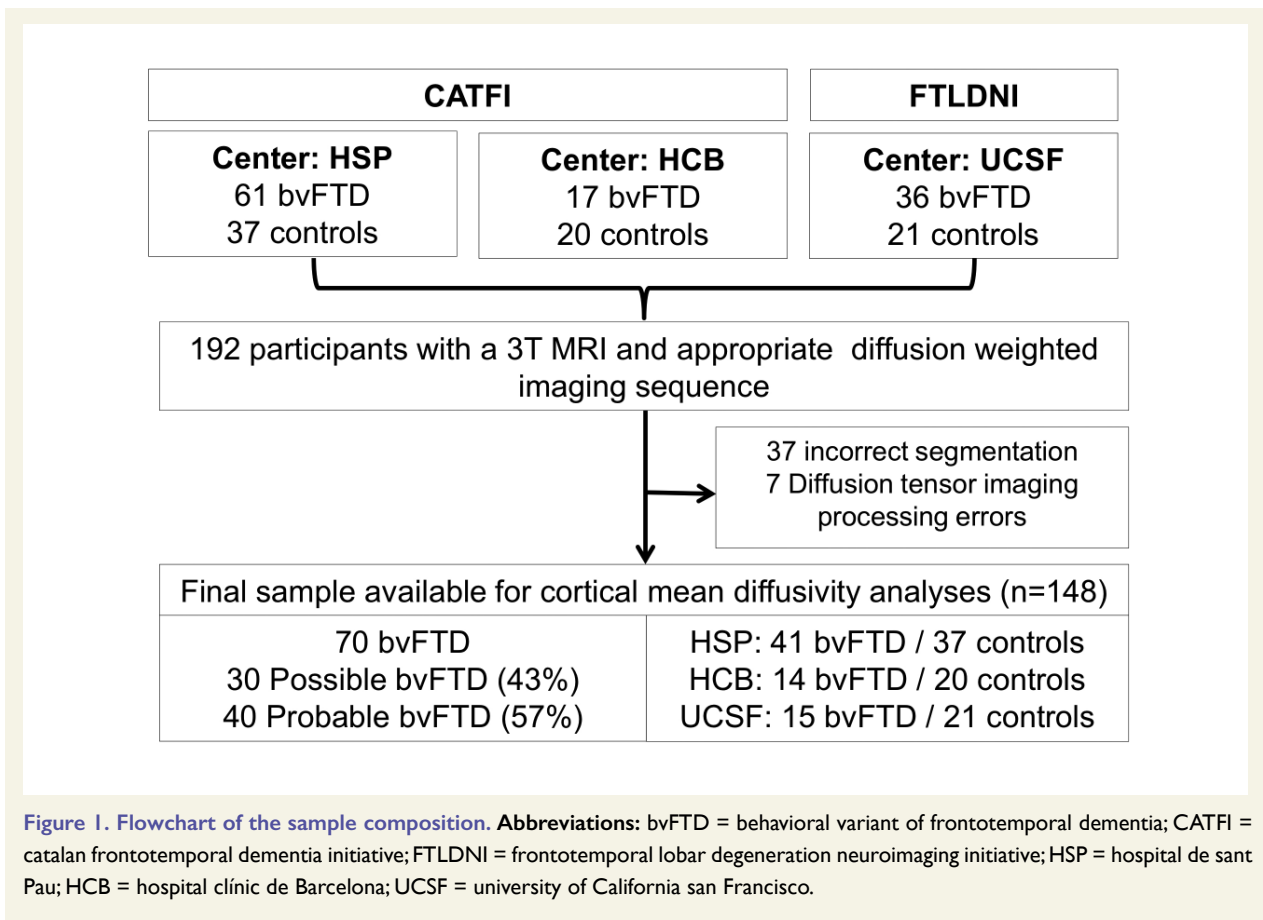 CATFI
FTLDNI
Center: HSP
61 bvFTD
37 controls
Center: HCB
17 bvFTD
20 controls
Center: UCSF
36 bvFTD
21 controls
192 participants with a 3T MRI and appropriate  diffusion weighted
imaging sequence
37 incorrect segmentation
7 Diffusion tensor imaging
processing errors
Final sample available for cortical mean diffusivity analyses (n=148)
70 bvFTD
30 Possible bvFTD (43%)
40 Probable bvFTD (57%)
HSP: 41 bvFTD / 37 controls
HCB: 14 bvFTD / 20 controls
UCSF: 15 bvFTD / 21 controls
Figure 1. Flowchart of the sample composition. Abbreviations: bvFTD = behavioral variant of frontotemporal dementia; CATFI =
catalan frontotemporal dementia initiative; FTLDNI = frontotemporal lobar degeneration neuroimaging initiative; HSP = hospital de sant
Pau; HCB = hospital clínic de Barcelona; UCSF = university of California san Francisco.